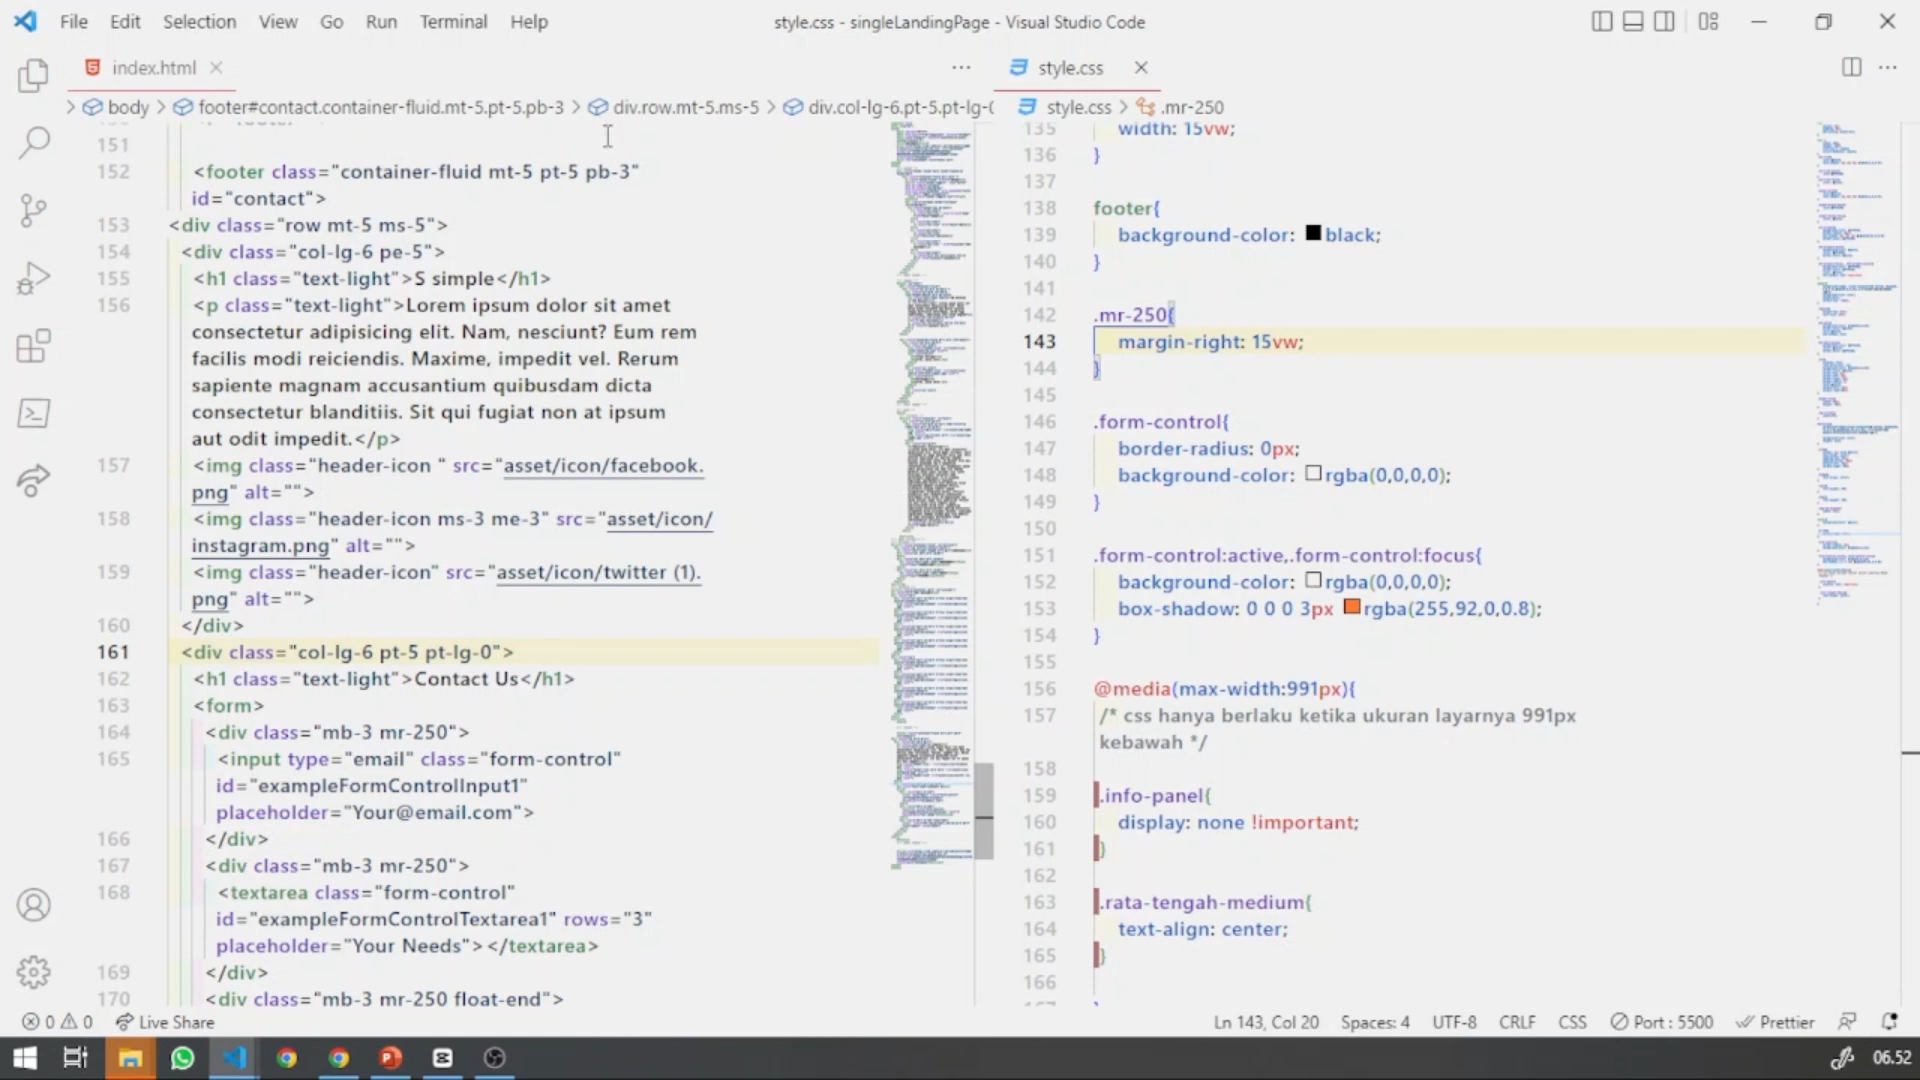 File Edit Selection View Go Run Terminal Help
style.css - singleLandingPage - Visual Studio Code
index.html
style.css
body footer#contact.container-fluid.mt-5.pt-5.pb-3 div.row.mt-5.ms-5 div.col-lg-6.pt-5.pt-lg-
style.css .mr-250
151
152 <footer class="container-fluid mt-5 pt-5 pb-3"
id="contact">
153 <div class="row mt-5 ms-5">
154 <div class="col-lg-6 pe-5">
155 <h1 class="text-light">S simple</h1>
156 <p class="text-light">Lorem ipsum dolor sit amet
consectetur adipisicing elit. Nam, nesciunt? Eum rem
facilis modi reiciendis. Maxime, impedit vel. Rerum
sapiente magnam accusantium quibusdam dicta
consectetur blanditiis. Sit qui fugiat non at ipsum
aut odit impedit.</p>
157 <img class="header-icon " src="asset/icon/facebook.
png" alt="">
158 <img class="header-icon ms-3 me-3" src="asset/icon/
instagram.png" alt="">
159 <img class="header-icon" src="asset/icon/twitter (1).
png" alt="">
160 </div>
161 <div class="col-lg-6 pt-5 pt-lg-0">
162 <h1 class="text-light">Contact Us</h1>
163 <form>
164 <div class="mb-3 mr-250">
165 <input type="email" class="form-control"
id="exampleFormControlInput1"
placeholder="Your@email.com">
166 </div>
167 <div class="mb-3 mr-250">
168 <textarea class="form-control"
id="exampleFormControlTextarea1" rows="3"
placeholder="Your Needs"></textarea>
169 </div>
170 <div class="mb-3 mr-250 float-end">
135 width: 15vw;
136 }
137
138 footer{
139 background-color: black;
140 }
141
142 .mr-250{
143 margin-right: 15vw;
144 }
145
146 .form-control{
147 border-radius: 0px;
148 background-color: rgba(0,0,0,0);
149 }
150
151 .form-control:active,.form-control:focus{
152 background-color: rgba(0,0,0,0);
153 box-shadow: 0 0 0 3px rgba(255,92,0,0.8);
154 }
155
156 @media(max-width:991px){
157 /* css hanya berlaku ketika ukuran layarnya 991px
kebawah */
158
159 .info-panel{
160 display: none !important;
161 }
162
163 .rata-tengah-medium{
164 text-align: center;
165 }
166
0 0 Live Share
Ln 143, Col 20 Spaces: 4 UTF-8 CRLF CSS Port : 5500 Prettier
06.52